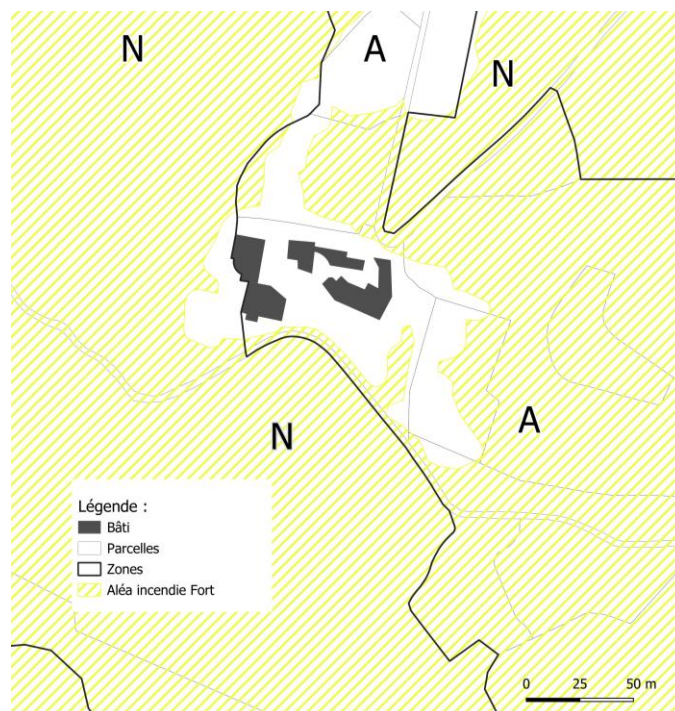 N
A
N
N
A
Légende :
Bâti
Parcelles
Zones
Aléa incendie Fort
0 25 50 m